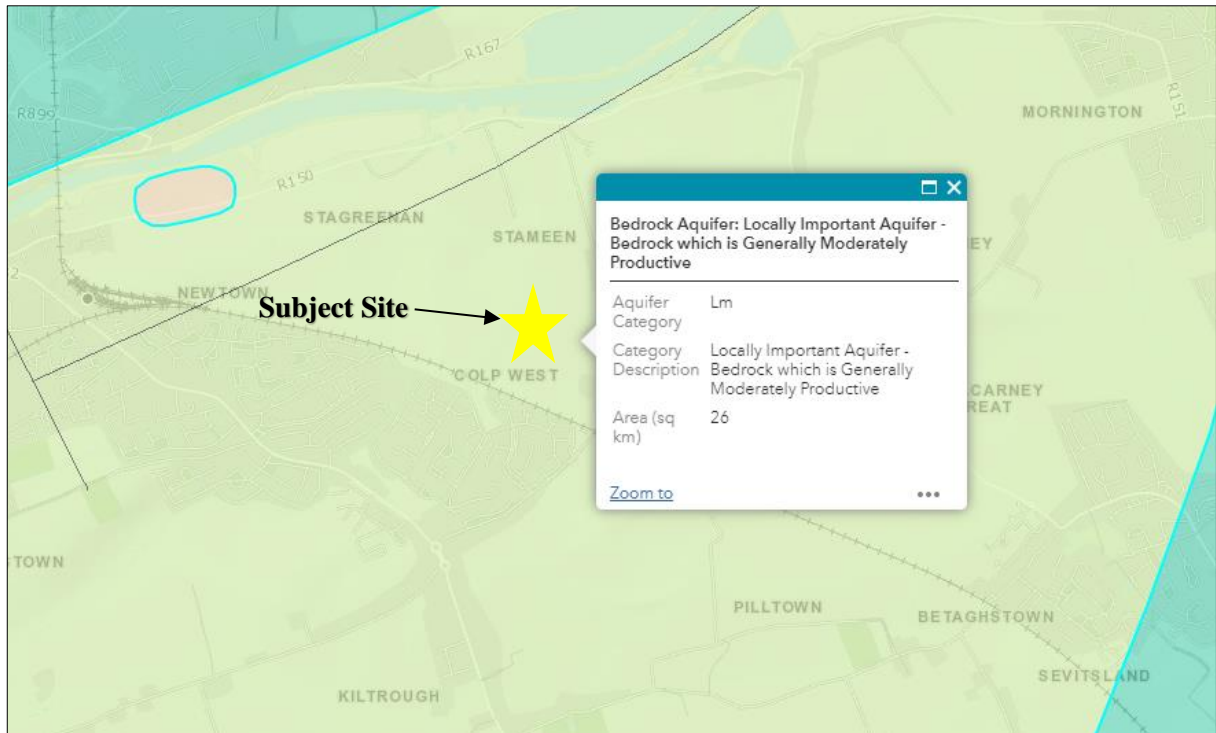 R167
R899
R151
MORNINGTON
R150
STAGREENAN
STAMEEN
EY
NEWTOWN
2
Subject Site
COLP WEST
Bedrock Aquifer: Locally Important Aquifer -
Bedrock which is Generally Moderately
Productive
Aquifer Category Lm
Category Description Locally Important Aquifer -
Bedrock which is Generally
Moderately Productive
Area (sq km) 26
Zoom to
CARNEY
REAT
STOWN
PILLTOWN
BETAGHSTOWN
SEVITSLAND
KILTROUGH